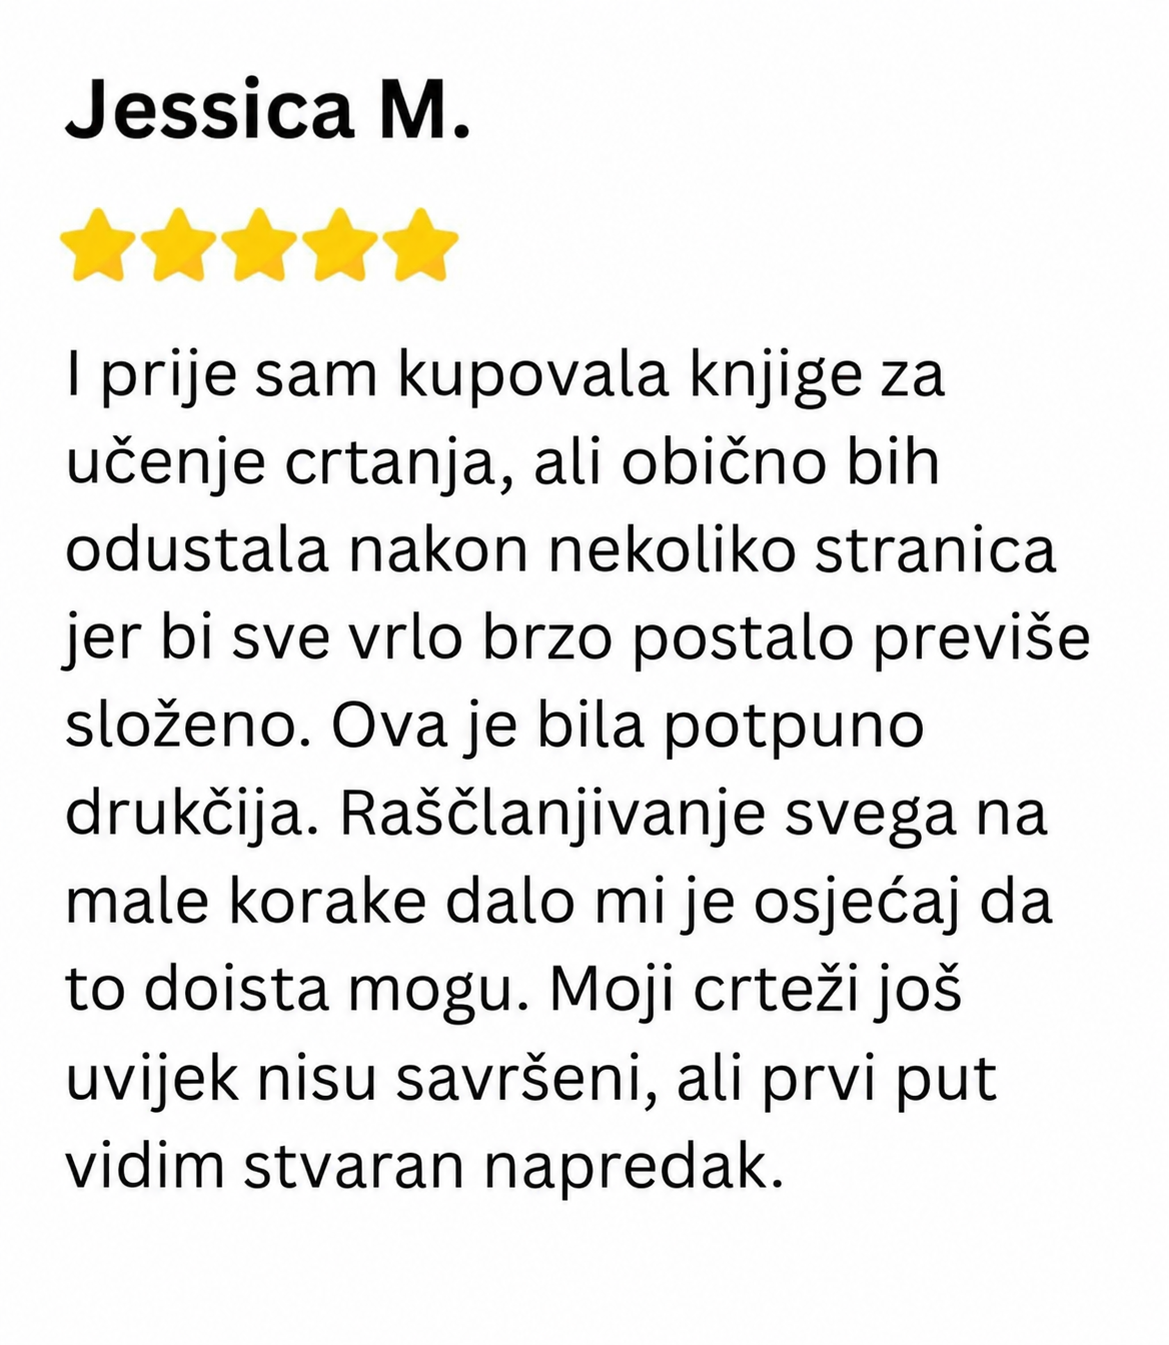 Jessica M.
⭐⭐⭐⭐⭐
I prije sam kupovala knjige za
učenje crtanja, ali obično bih
odustala nakon nekoliko stranica
jer bi sve vrlo brzo postalo previše
složeno. Ova je bila potpuno
drukčija. Raščlanjivanje svega na
male korake dalo mi je osjećaj da
to doista mogu. Moji crteži još
uvijek nisu savršeni, ali prvi put
vidim stvaran napredak.